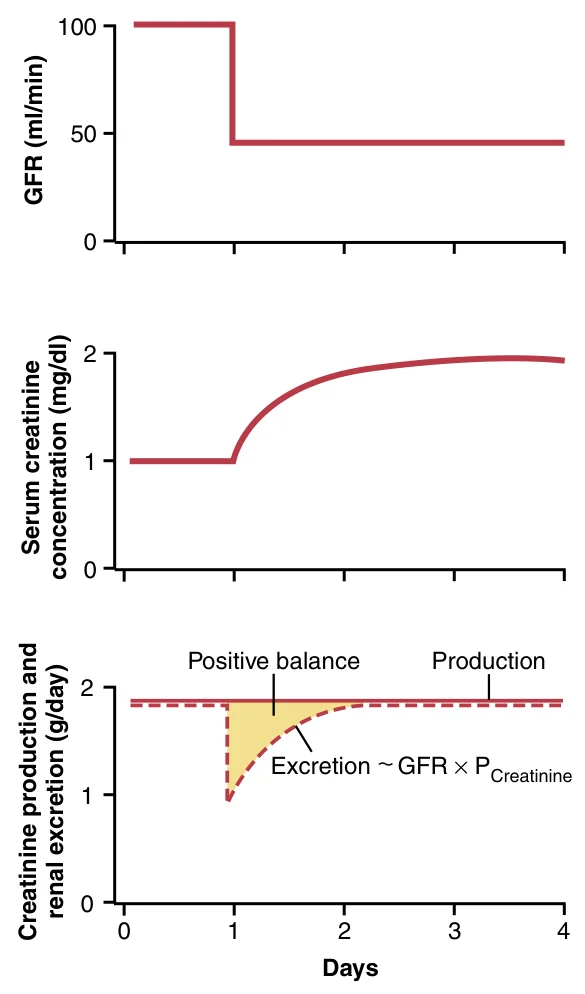 GFR (ml/min)
100
50
0
Serum creatinine
concentration (mg/dl)
2
1
0
Creatinine production and
renal excretion (g/day)
2
1
0
Positive balance
Production
Excretion ~ GFR × PCreatinine
0 1 2 3 4
Days